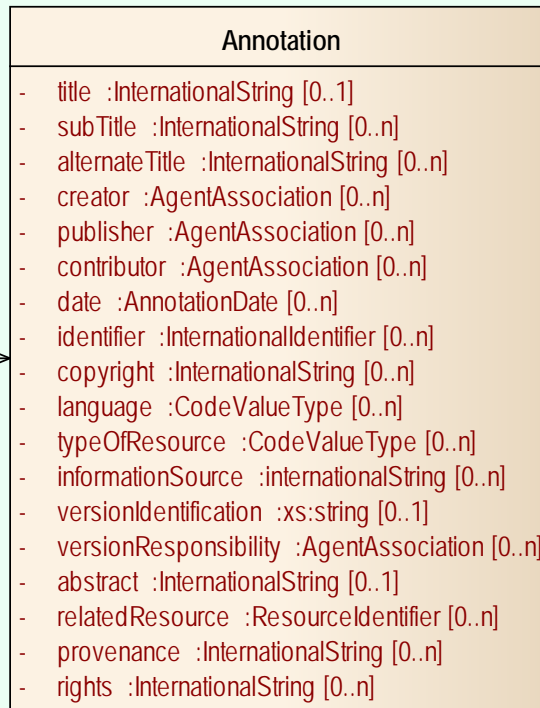 Annotation
- title :InternationalString [0..1]
- subTitle :InternationalString [0..n]
- alternateTitle :InternationalString [0..n]
- creator :AgentAssociation [0..n]
- publisher :AgentAssociation [0..n]
- contributor :AgentAssociation [0..n]
- date :AnnotationDate [0..n]
- identifier :InternationalIdentifier [0..n]
- copyright :InternationalString [0..n]
- language :CodeValueType [0..n]
- typeOfResource :CodeValueType [0..n]
- informationSource :internationalString [0..n]
- versionIdentification :xs:string [0..1]
- versionResponsibility :AgentAssociation [0..n]
- abstract :InternationalString [0..1]
- relatedResource :ResourceIdentifier [0..n]
- provenance :InternationalString [0..n]
- rights :InternationalString [0..n]